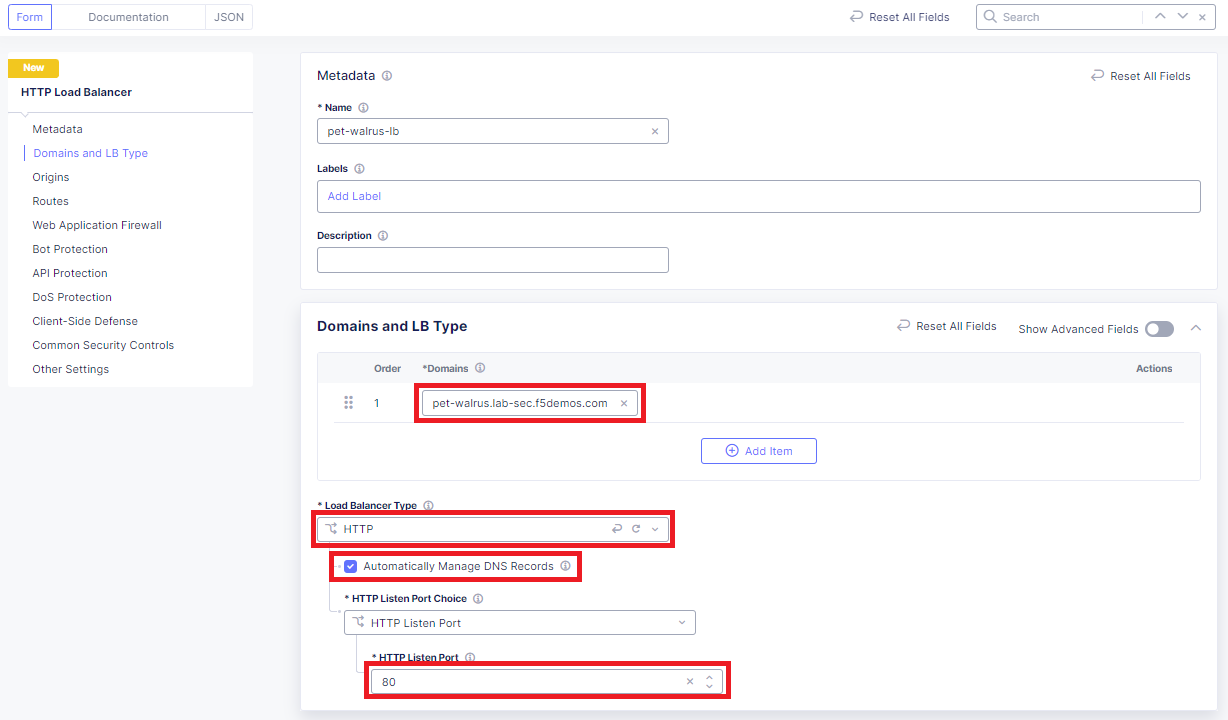 Form Documentation JSON
Reset All Fields
Search
New
HTTP Load Balancer
Metadata
Domains and LB Type
Origins
Routes
Web Application Firewall
Bot Protection
API Protection
DoS Protection
Client-Side Defense
Common Security Controls
Other Settings
Metadata
Reset All Fields
* Name
pet-walrus-lb
Labels
Add Label
Description
Domains and LB Type
Reset All Fields
Show Advanced Fields
Order *Domains Actions
1 pet-walrus.lab-sec.f5demos.com
Add Item
* Load Balancer Type
HTTP
Automatically Manage DNS Records
* HTTP Listen Port Choice
HTTP Listen Port
* HTTP Listen Port
80